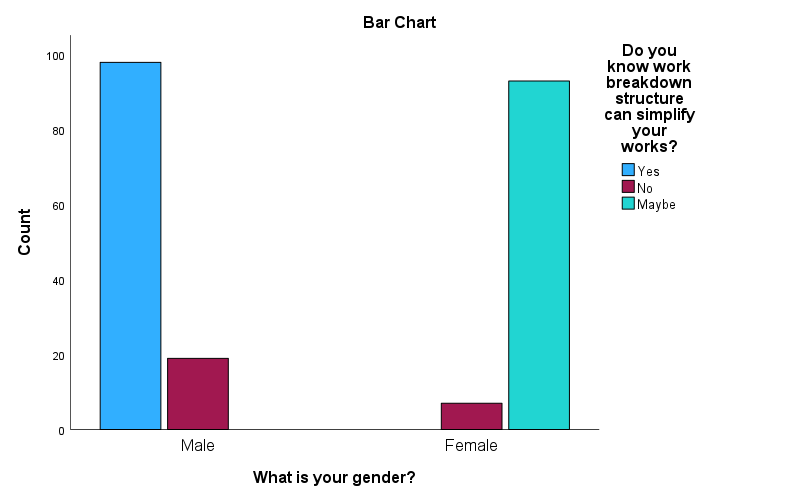 Bar Chart
Do you
know work
breakdown
structure
can simplify
your
works?
Yes
No
Maybe
Count
100
80
60
40
20
0
Male
Female
What is your gender?